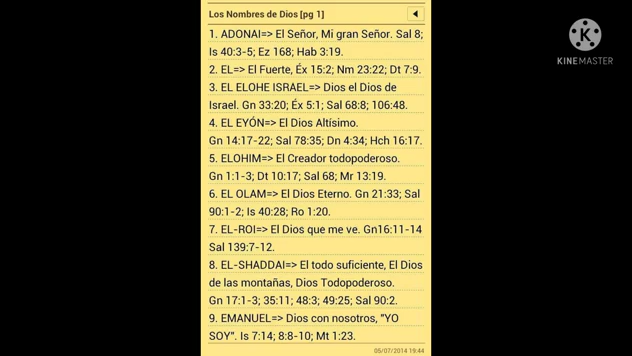 Los Nombres de Dios [pg 1]
1. ADONAI=> El Señor, Mi gran Señor. Sal 8;
Is 40:3-5; Ez 168; Hab 3:19.
2. EL=> El Fuerte, Éx 15:2; Nm 23:22; Dt 7:9.
3. EL ELOHE ISRAEL=> Dios el Dios de
Israel. Gn 33:20; Éx 5:1; Sal 68:8; 106:48.
4. EL EYÓN=> El Dios Altísimo.
Gn 14:17-22; Sal 78:35; Dn 4:34; Hch 16:17.
5. ELOHIM=> El Creador todopoderoso.
Gn 1:1-3; Dt 10:17; Sal 68; Mr 13:19.
6. EL OLAM=> El Dios Eterno. Gn 21:33; Sal
90:1-2; Is 40:28; Ro 1:20.
7. EL-ROI=> El Dios que me ve. Gn16:11-14
Sal 139:7-12.
8. EL-SHADDAI=> El todo suficiente, El Dios
de las montañas, Dios Todopoderoso.
Gn 17:1-3; 35:11; 48:3; 49:25; Sal 90:2.
9. EMANUEL=> Dios con nosotros, "YO
SOY". Is 7:14; 8:8-10; Mt 1:23.
05/07/2014 19:44
K
KINEMASTER